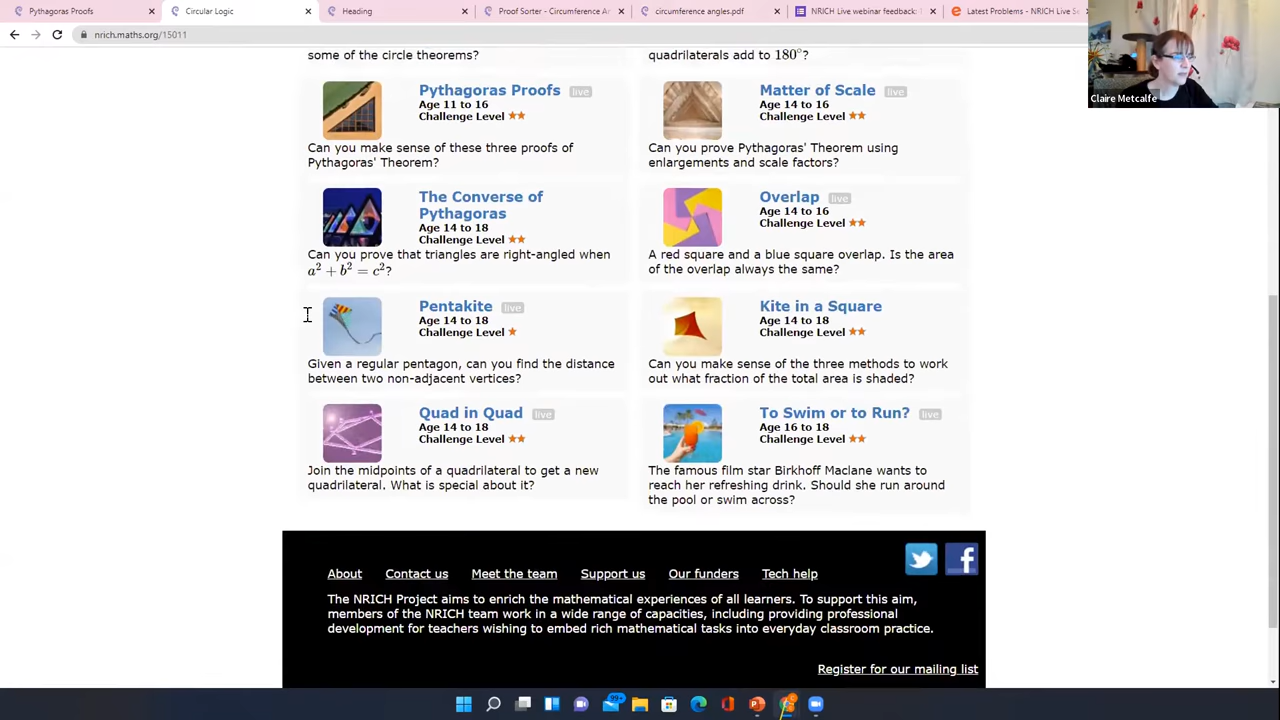 Pythagoras Proofs
Circular Logic
Heading
Proof Sorter - Circumference An
circumference angles.pdf
NRICH Live webinar feedback:
Latest Problems - NRICH Live Se
nrich.maths.org/15011
Claire Metcalfe
some of the circle theorems?
quadrilaterals add to 180°?
Pythagoras Proofs live
Age 11 to 16
Challenge Level ★★
Can you make sense of these three proofs of
Pythagoras' Theorem?
Matter of Scale live
Age 14 to 16
Challenge Level ★★
Can you prove Pythagoras' Theorem using
enlargements and scale factors?
The Converse of
Pythagoras
Age 14 to 18
Challenge Level ★★
Can you prove that triangles are right-angled when
a² + b² = c²?
Overlap live
Age 14 to 16
Challenge Level ★★
A red square and a blue square overlap. Is the area
of the overlap always the same?
Pentakite live
Age 14 to 18
Challenge Level ★
Given a regular pentagon, can you find the distance
between two non-adjacent vertices?
Kite in a Square
Age 14 to 18
Challenge Level ★★
Can you make sense of the three methods to work
out what fraction of the total area is shaded?
Quad in Quad live
Age 14 to 18
Challenge Level ★★
Join the midpoints of a quadrilateral to get a new
quadrilateral. What is special about it?
To Swim or to Run? live
Age 16 to 18
Challenge Level ★★
The famous film star Birkhoff Maclane wants to
reach her refreshing drink. Should she run around
the pool or swim across?
About
Contact us
Meet the team
Support us
Our funders
Tech help
The NRICH Project aims to enrich the mathematical experiences of all learners. To support this aim,
members of the NRICH team work in a wide range of capacities, including providing professional
development for teachers wishing to embed rich mathematical tasks into everyday classroom practice.
Register for our mailing list
99+